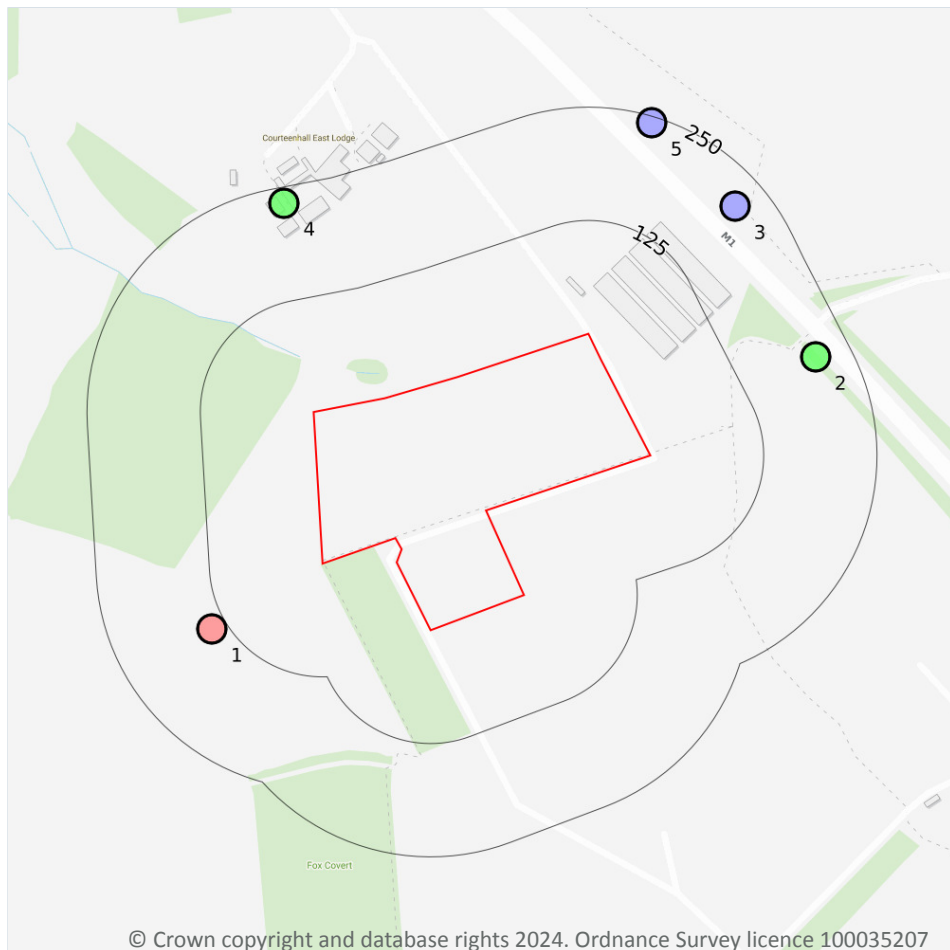 250
5
Courteenhall East Lodge
3
4
125
M1
2
1
Fox Covert
© Crown copyright and database rights 2024. Ordnance Survey licence 100035207